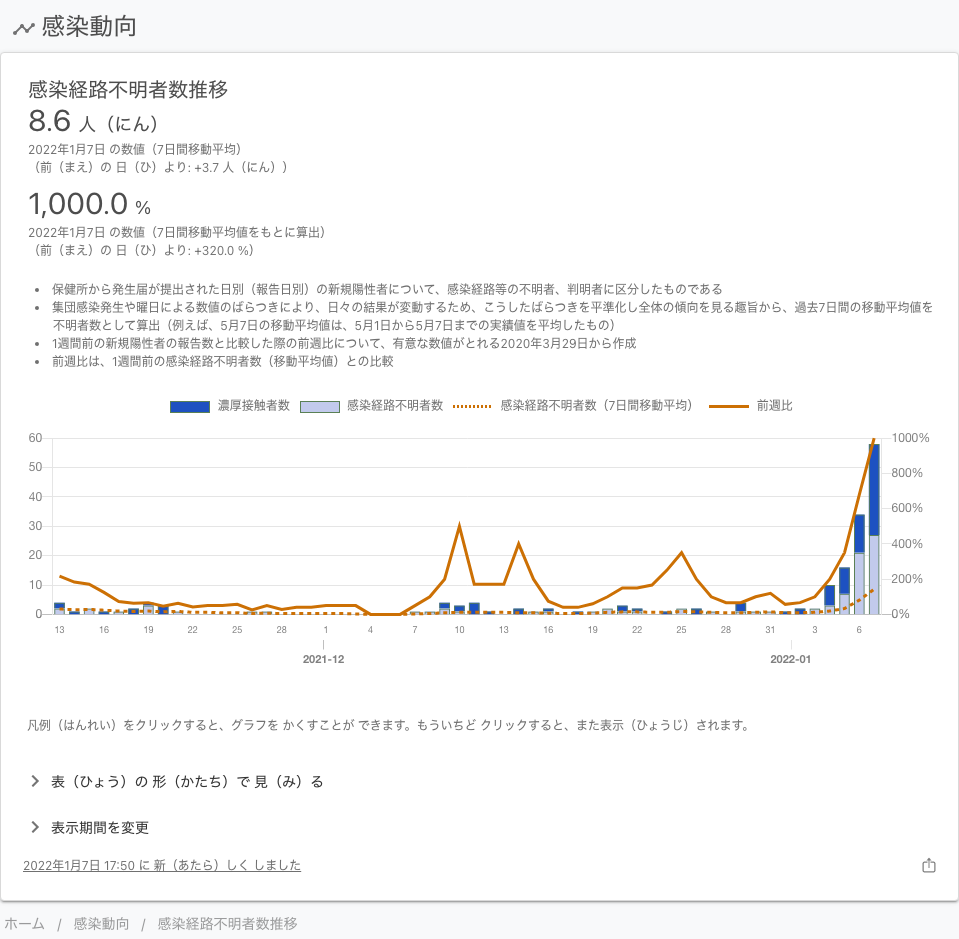 感染動向
感染経路不明者数推移
8.6 人（にん）
2022年1月7日 の数値（7日間移動平均）
（前（まえ）の 日（ひ）より: +3.7 人（にん））
1,000.0 %
2022年1月7日 の数値（7日間移動平均値をもとに算出）
（前（まえ）の 日（ひ）より: +320.0 %）
• 保健所から発生届が提出された日別（報告日別）の新規陽性者について、感染経路等の不明者、判明者に区分したものである
• 集団感染発生や曜日による数値のばらつきにより、日々の結果が変動するため、こうしたばらつきを平準化し全体の傾向を見る趣旨から、過去7日間の移動平均値を
不明者数として算出（例えば、5月7日の移動平均値は、5月1日から5月7日までの実績値を平均したもの）
• 1週間前の新規陽性者の報告数と比較した際の前週比について、有意な数値がとれる2020年3月29日から作成
• 前週比は、1週間前の感染経路不明者数（移動平均値）との比較
濃厚接触者数 感染経路不明者数 感染経路不明者数（7日間移動平均） 前週比
60 1000%
50 800%
40 600%
30 400%
20 200%
10
0 0%
13 16 19 22 25 28 1 4 7 10 13 16 19 22 25 28 31 3 6
2021-12 2022-01
凡例（はんれい）をクリックすると、グラフを かくすことが できます。もういちど クリックすると、また表示（ひょうじ）されます。
表（ひょう）の 形（かたち）で 見（み）る
表示期間を変更
2022年1月7日 17:50 に 新（あたら）しく しました
ホーム / 感染動向 / 感染経路不明者数推移